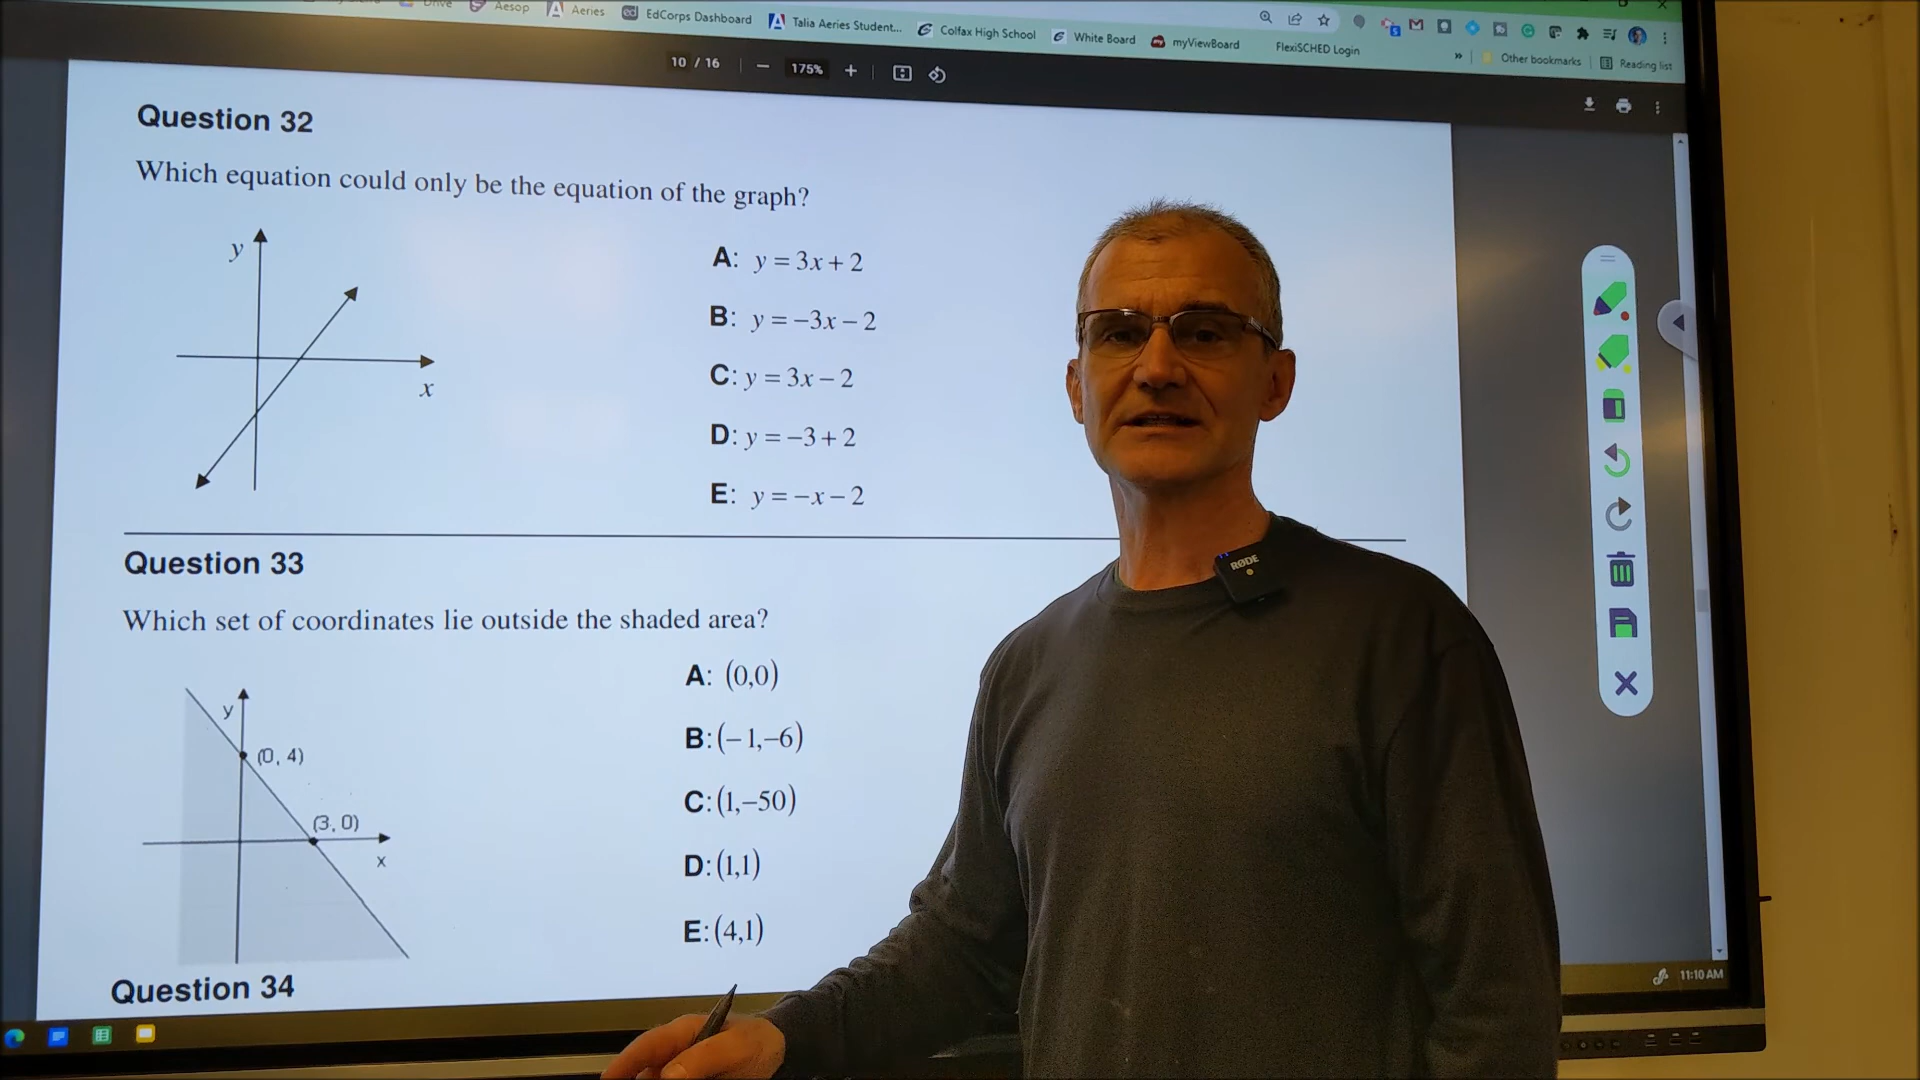 Drive Aesop Aeries EdCorps Dashboard Talia Aeries Student... Colfax High School White Board myViewBoard FlexiSCHED Login
» Other bookmarks Reading list
10 / 16 175%
Question 32
Which equation could only be the equation of the graph?
y
x
A: y = 3x + 2
B: y = −3x − 2
C: y = 3x − 2
D: y = −3 + 2
E: y = −x − 2
Question 33
Which set of coordinates lie outside the shaded area?
y
(0, 4)
(3, 0)
x
A: (0,0)
B: (−1,−6)
C: (1,−50)
D: (1,1)
E: (4,1)
Question 34
RØDE
11:10 AM